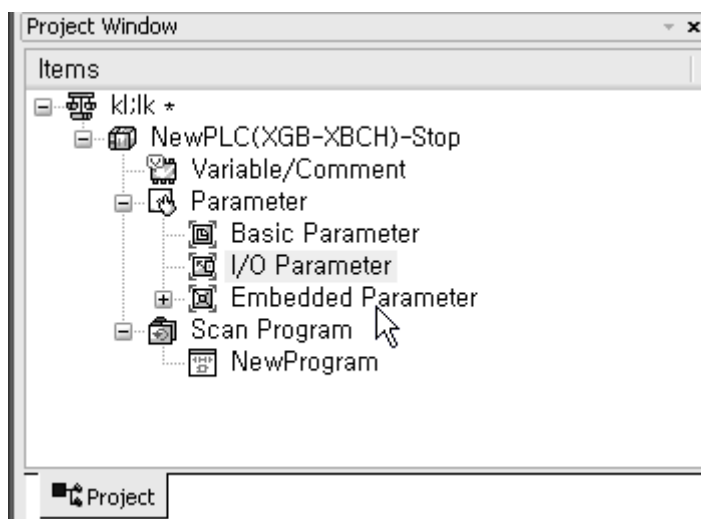 Project Window
Items
kl;lk *
NewPLC(XGB-XBCH)-Stop
Variable/Comment
Parameter
Basic Parameter
I/O Parameter
Embedded Parameter
Scan Program
NewProgram
Project